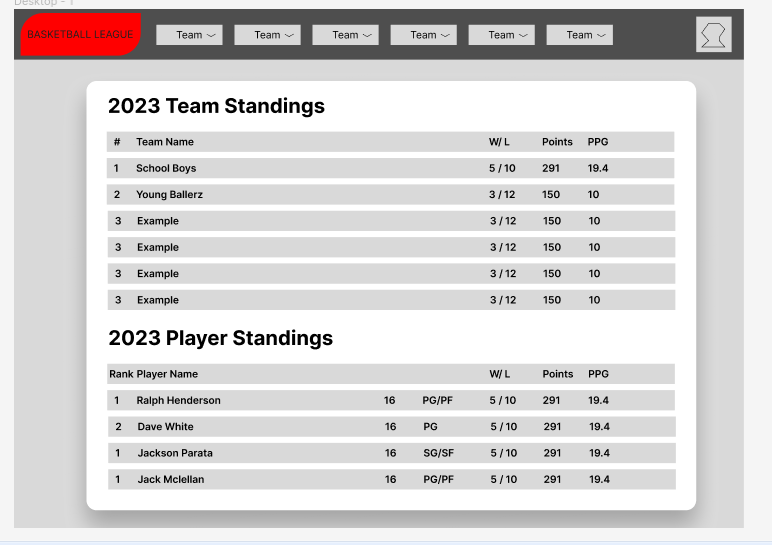 Desktop - 1
BASKETBALL LEAGUE Team Team Team Team Team Team
2023 Team Standings
# Team Name W/ L Points PPG
1 School Boys 5 / 10 291 19.4
2 Young Ballerz 3 / 12 150 10
3 Example 3 / 12 150 10
3 Example 3 / 12 150 10
3 Example 3 / 12 150 10
3 Example 3 / 12 150 10
2023 Player Standings
Rank Player Name W/ L Points PPG
1 Ralph Henderson 16 PG/PF 5 / 10 291 19.4
2 Dave White 16 PG 5 / 10 291 19.4
1 Jackson Parata 16 SG/SF 5 / 10 291 19.4
1 Jack Mclellan 16 PG/PF 5 / 10 291 19.4